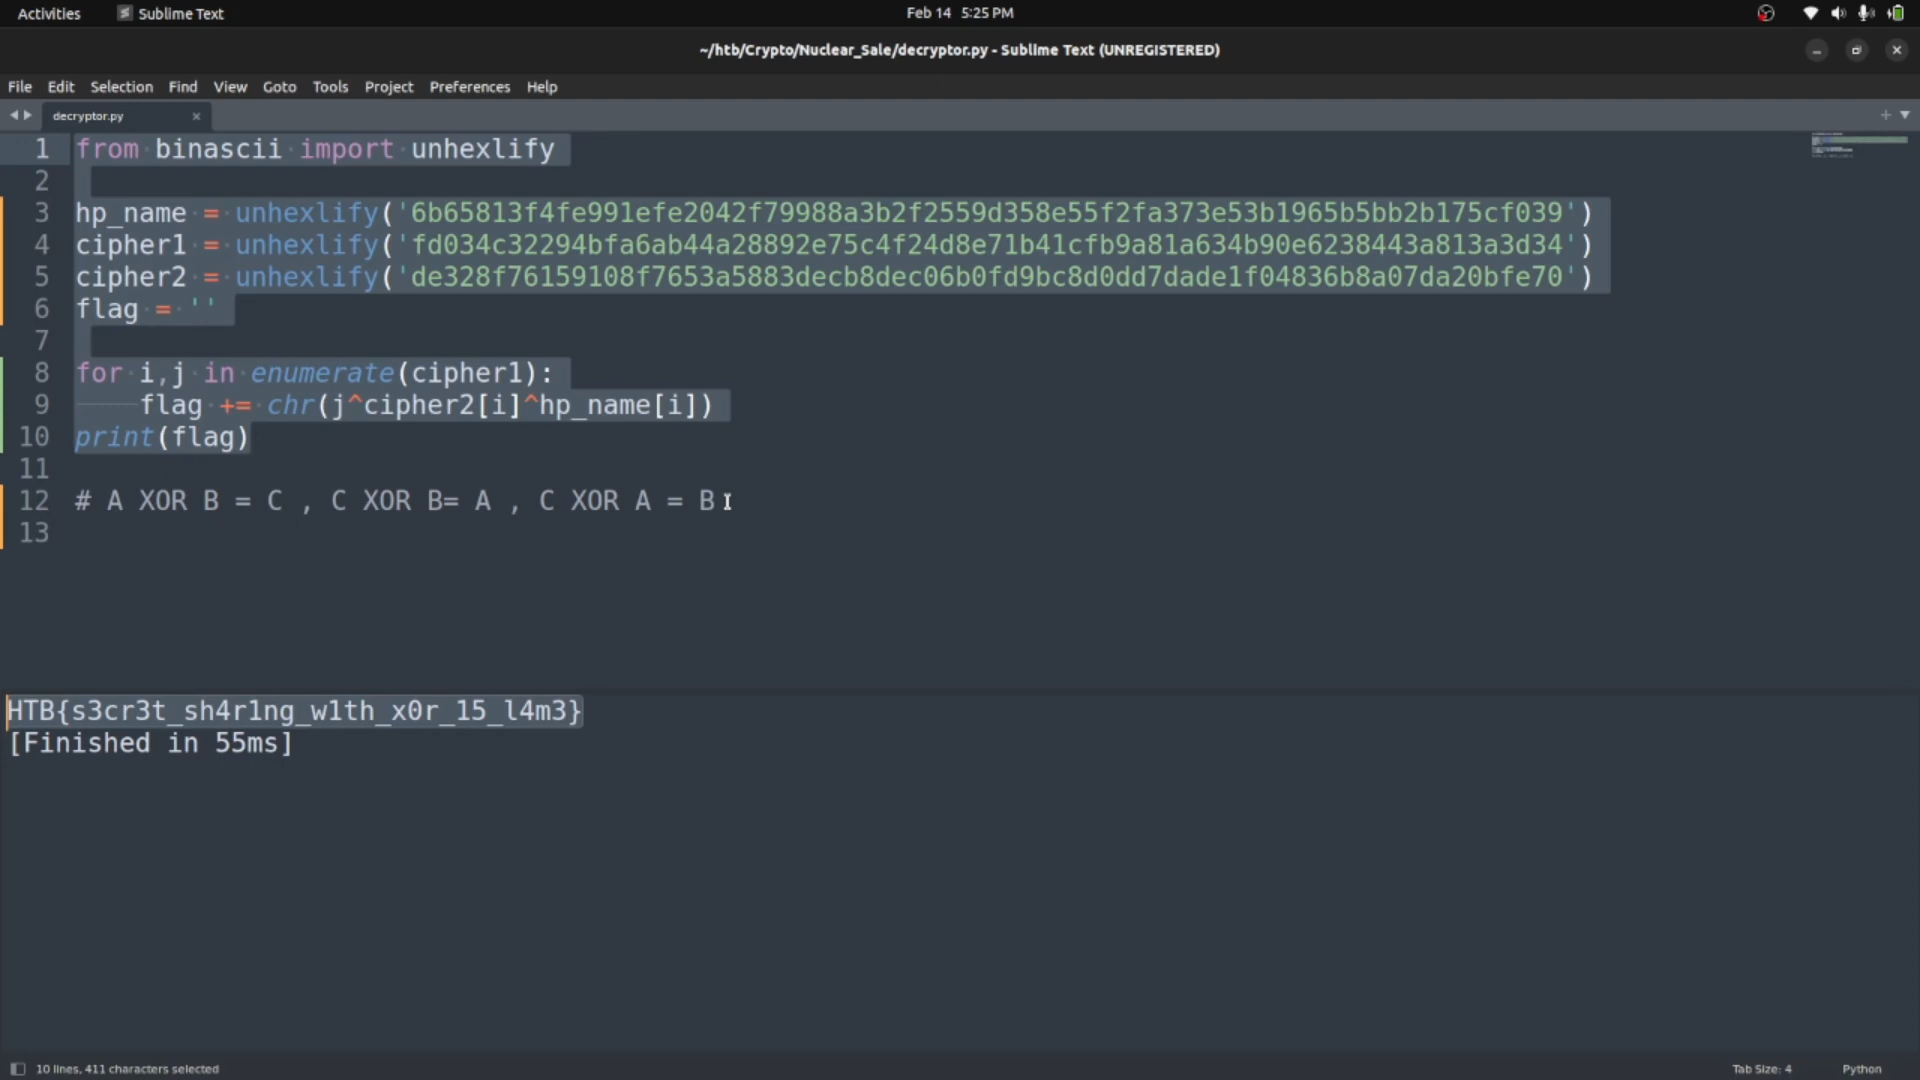 Activities Sublime Text Feb 14 5:25 PM
~/htb/Crypto/Nuclear_Sale/decryptor.py - Sublime Text (UNREGISTERED)
File Edit Selection Find View Goto Tools Project Preferences Help
decryptor.py
1 from binascii import unhexlify
2
3 hp_name = unhexlify('6b65813f4fe991efe2042f79988a3b2f2559d358e55f2fa373e53b1965b5bb2b175cf039')
4 cipher1 = unhexlify('fd034c32294bfa6ab44a28892e75c4f24d8e71b41cfb9a81a634b90e6238443a813a3d34')
5 cipher2 = unhexlify('de328f76159108f7653a5883decb8dec06b0fd9bc8d0dd7dade1f04836b8a07da20bfe70')
6 flag = ''
7
8 for i,j in enumerate(cipher1):
9 flag += chr(j^cipher2[i]^hp_name[i])
10 print(flag)
11
12 # A XOR B = C , C XOR B= A , C XOR A = B
13
HTB{s3cr3t_sh4r1ng_w1th_x0r_15_l4m3}
[Finished in 55ms]
10 lines, 411 characters selected Tab Size: 4 Python